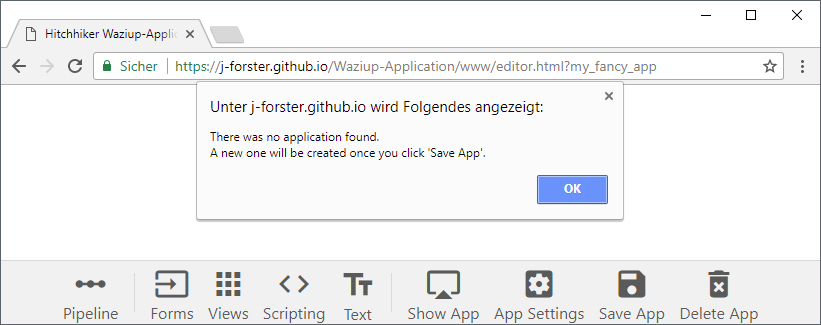 Hitchhiker Waziup-Applic
Sicher https://j-forster.github.io/Waziup-Application/www/editor.html?my_fancy_app
Unter j-forster.github.io wird Folgendes angezeigt:
There was no application found.
A new one will be created once you click 'Save App'.
OK
Pipeline Forms Views Scripting Text Show App App Settings Save App Delete App